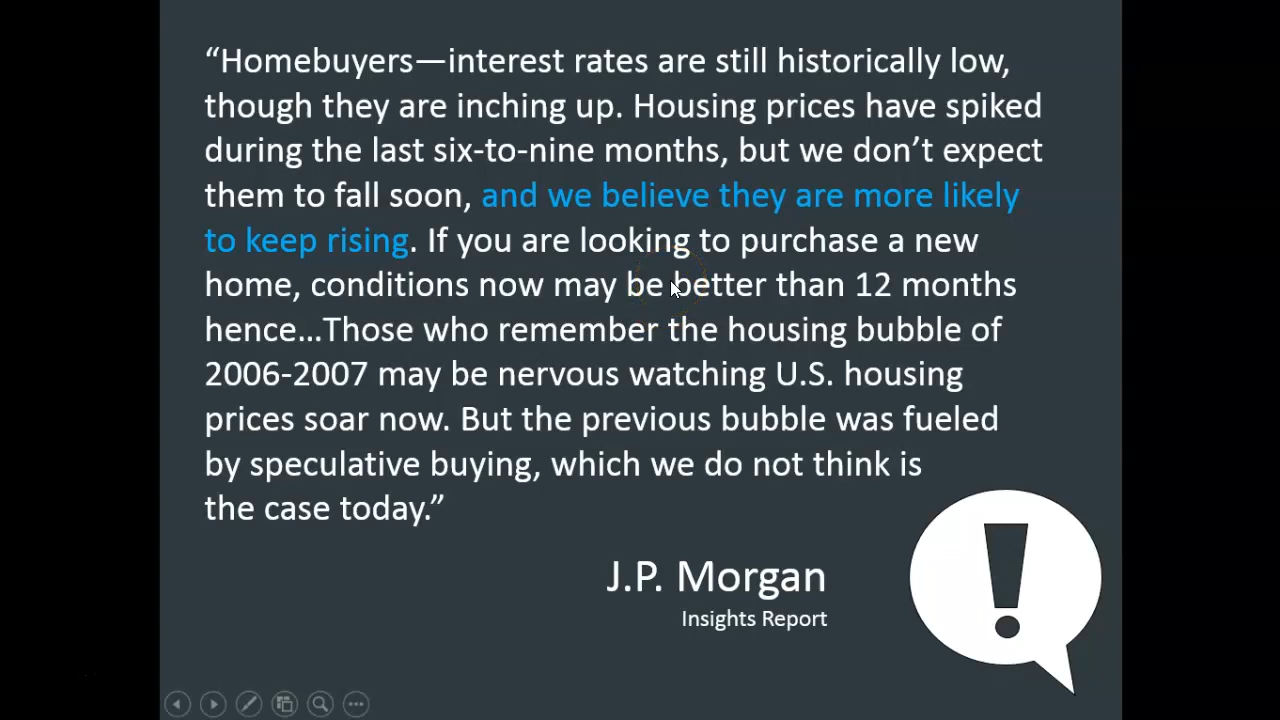 “Homebuyers—interest rates are still historically low,
though they are inching up. Housing prices have spiked
during the last six-to-nine months, but we don’t expect
them to fall soon, and we believe they are more likely
to keep rising. If you are looking to purchase a new
home, conditions now may be better than 12 months
hence…Those who remember the housing bubble of
2006-2007 may be nervous watching U.S. housing
prices soar now. But the previous bubble was fueled
by speculative buying, which we do not think is
the case today.”
J.P. Morgan
Insights Report
!